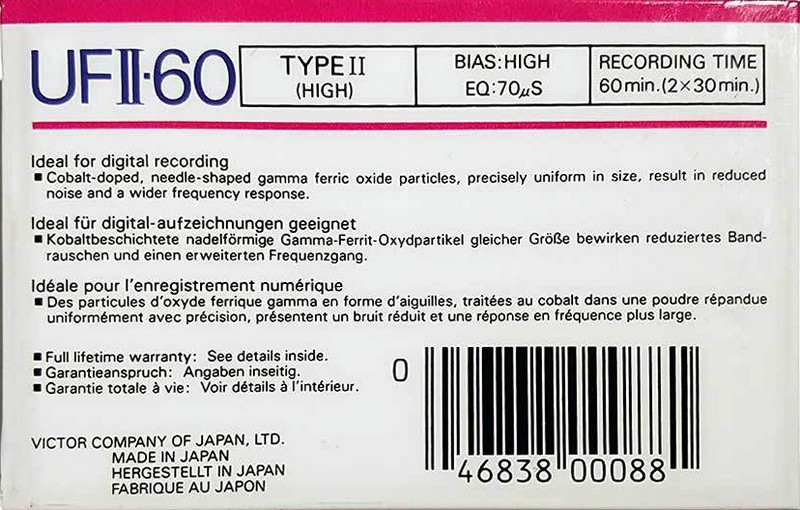 UFII·60
TYPE II
(HIGH)
BIAS:HIGH
EQ:70µS
RECORDING TIME
60min.(2×30min.)
Ideal for digital recording
■ Cobalt-doped, needle-shaped gamma ferric oxide particles, precisely uniform in size, result in reduced
noise and a wider frequency response.
Ideal für digital-aufzeichnungen geeignet
■ Kobaltbeschichtete nadelförmige Gamma-Ferrit-Oxydpartikel gleicher Größe bewirken reduziertes Band-
rauschen und einen erweiterten Frequenzgang.
Idéale pour l'enregistrement numérique
■ Des particules d'oxyde ferrique gamma en forme d'aiguilles, traitées au cobalt dans une poudre répandue
uniformément avec précision, présentent un bruit réduit et une réponse en fréquence plus large.
■ Full lifetime warranty: See details inside.
■ Garantieanspruch: Angaben inseitig.
■ Garantie totale à vie: Voir détails à l'intérieur.
VICTOR COMPANY OF JAPAN, LTD.
MADE IN JAPAN
HERGESTELLT IN JAPAN
FABRIQUE AU JAPON
0 46838 00088